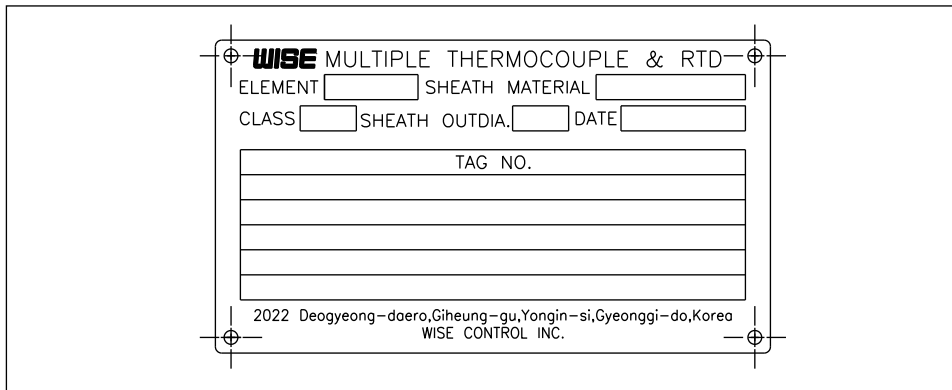 WISE MULTIPLE THERMOCOUPLE & RTD
ELEMENT SHEATH MATERIAL
CLASS SHEATH OUTDIA. DATE
TAG NO.
2022 Deogyeong-daero,Giheung-gu,Yongin-si,Gyeonggi-do,Korea
WISE CONTROL INC.